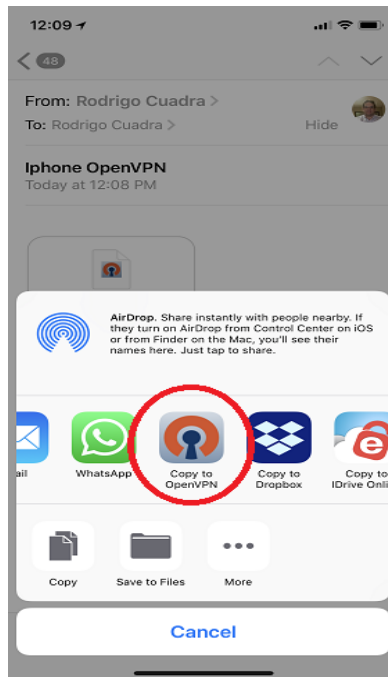 12:09
48
From: Rodrigo Cuadra >
To: Rodrigo Cuadra >
Hide
Iphone OpenVPN
Today at 12:08 PM
AirDrop. Share instantly with people nearby. If
they turn on AirDrop from Control Center on iOS
or from Finder on the Mac, you'll see their
names here. Just tap to share.
ail
WhatsApp
Copy to
OpenVPN
Copy to
Dropbox
Copy to
IDrive Onli
Copy
Save to Files
More
Cancel